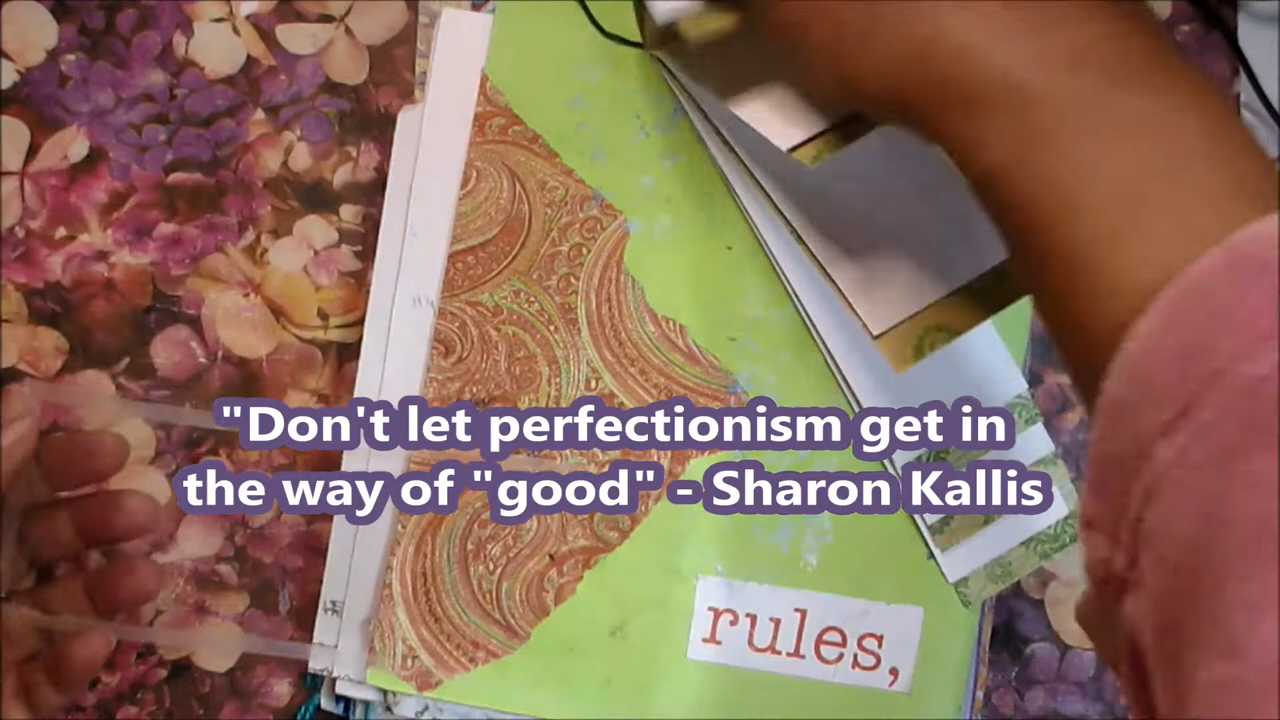 "Don't let perfectionism get in
the way of "good" - Sharon Kallis
rules,